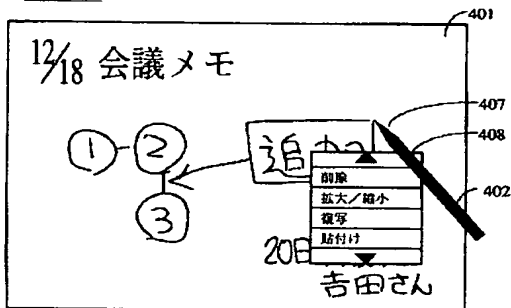 401
12/18 会議メモ
407
408
① ②
追加
削除
拡大/縮小
複写
402
③
貼付け
20日
吉田さん